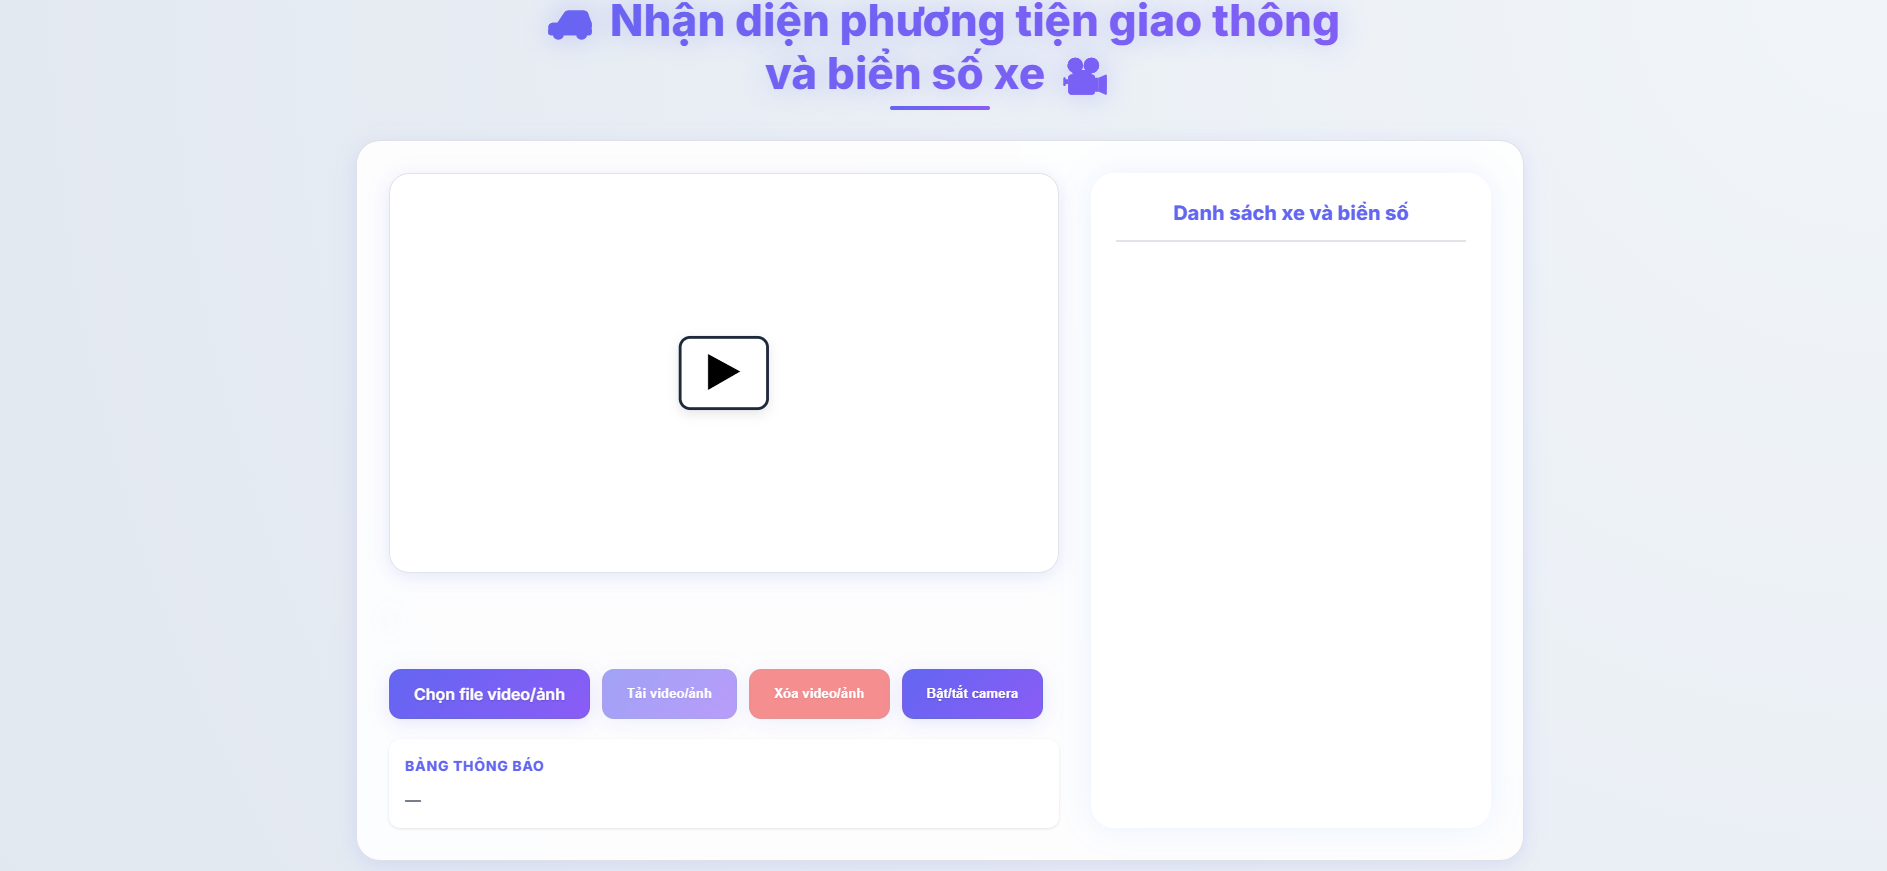 Nhận diện phương tiện giao thông
và biển số xe
Danh sách xe và biển số
Chọn file video/ảnh
Tải video/ảnh
Xóa video/ảnh
Bật/tắt camera
BẢNG THÔNG BÁO
—